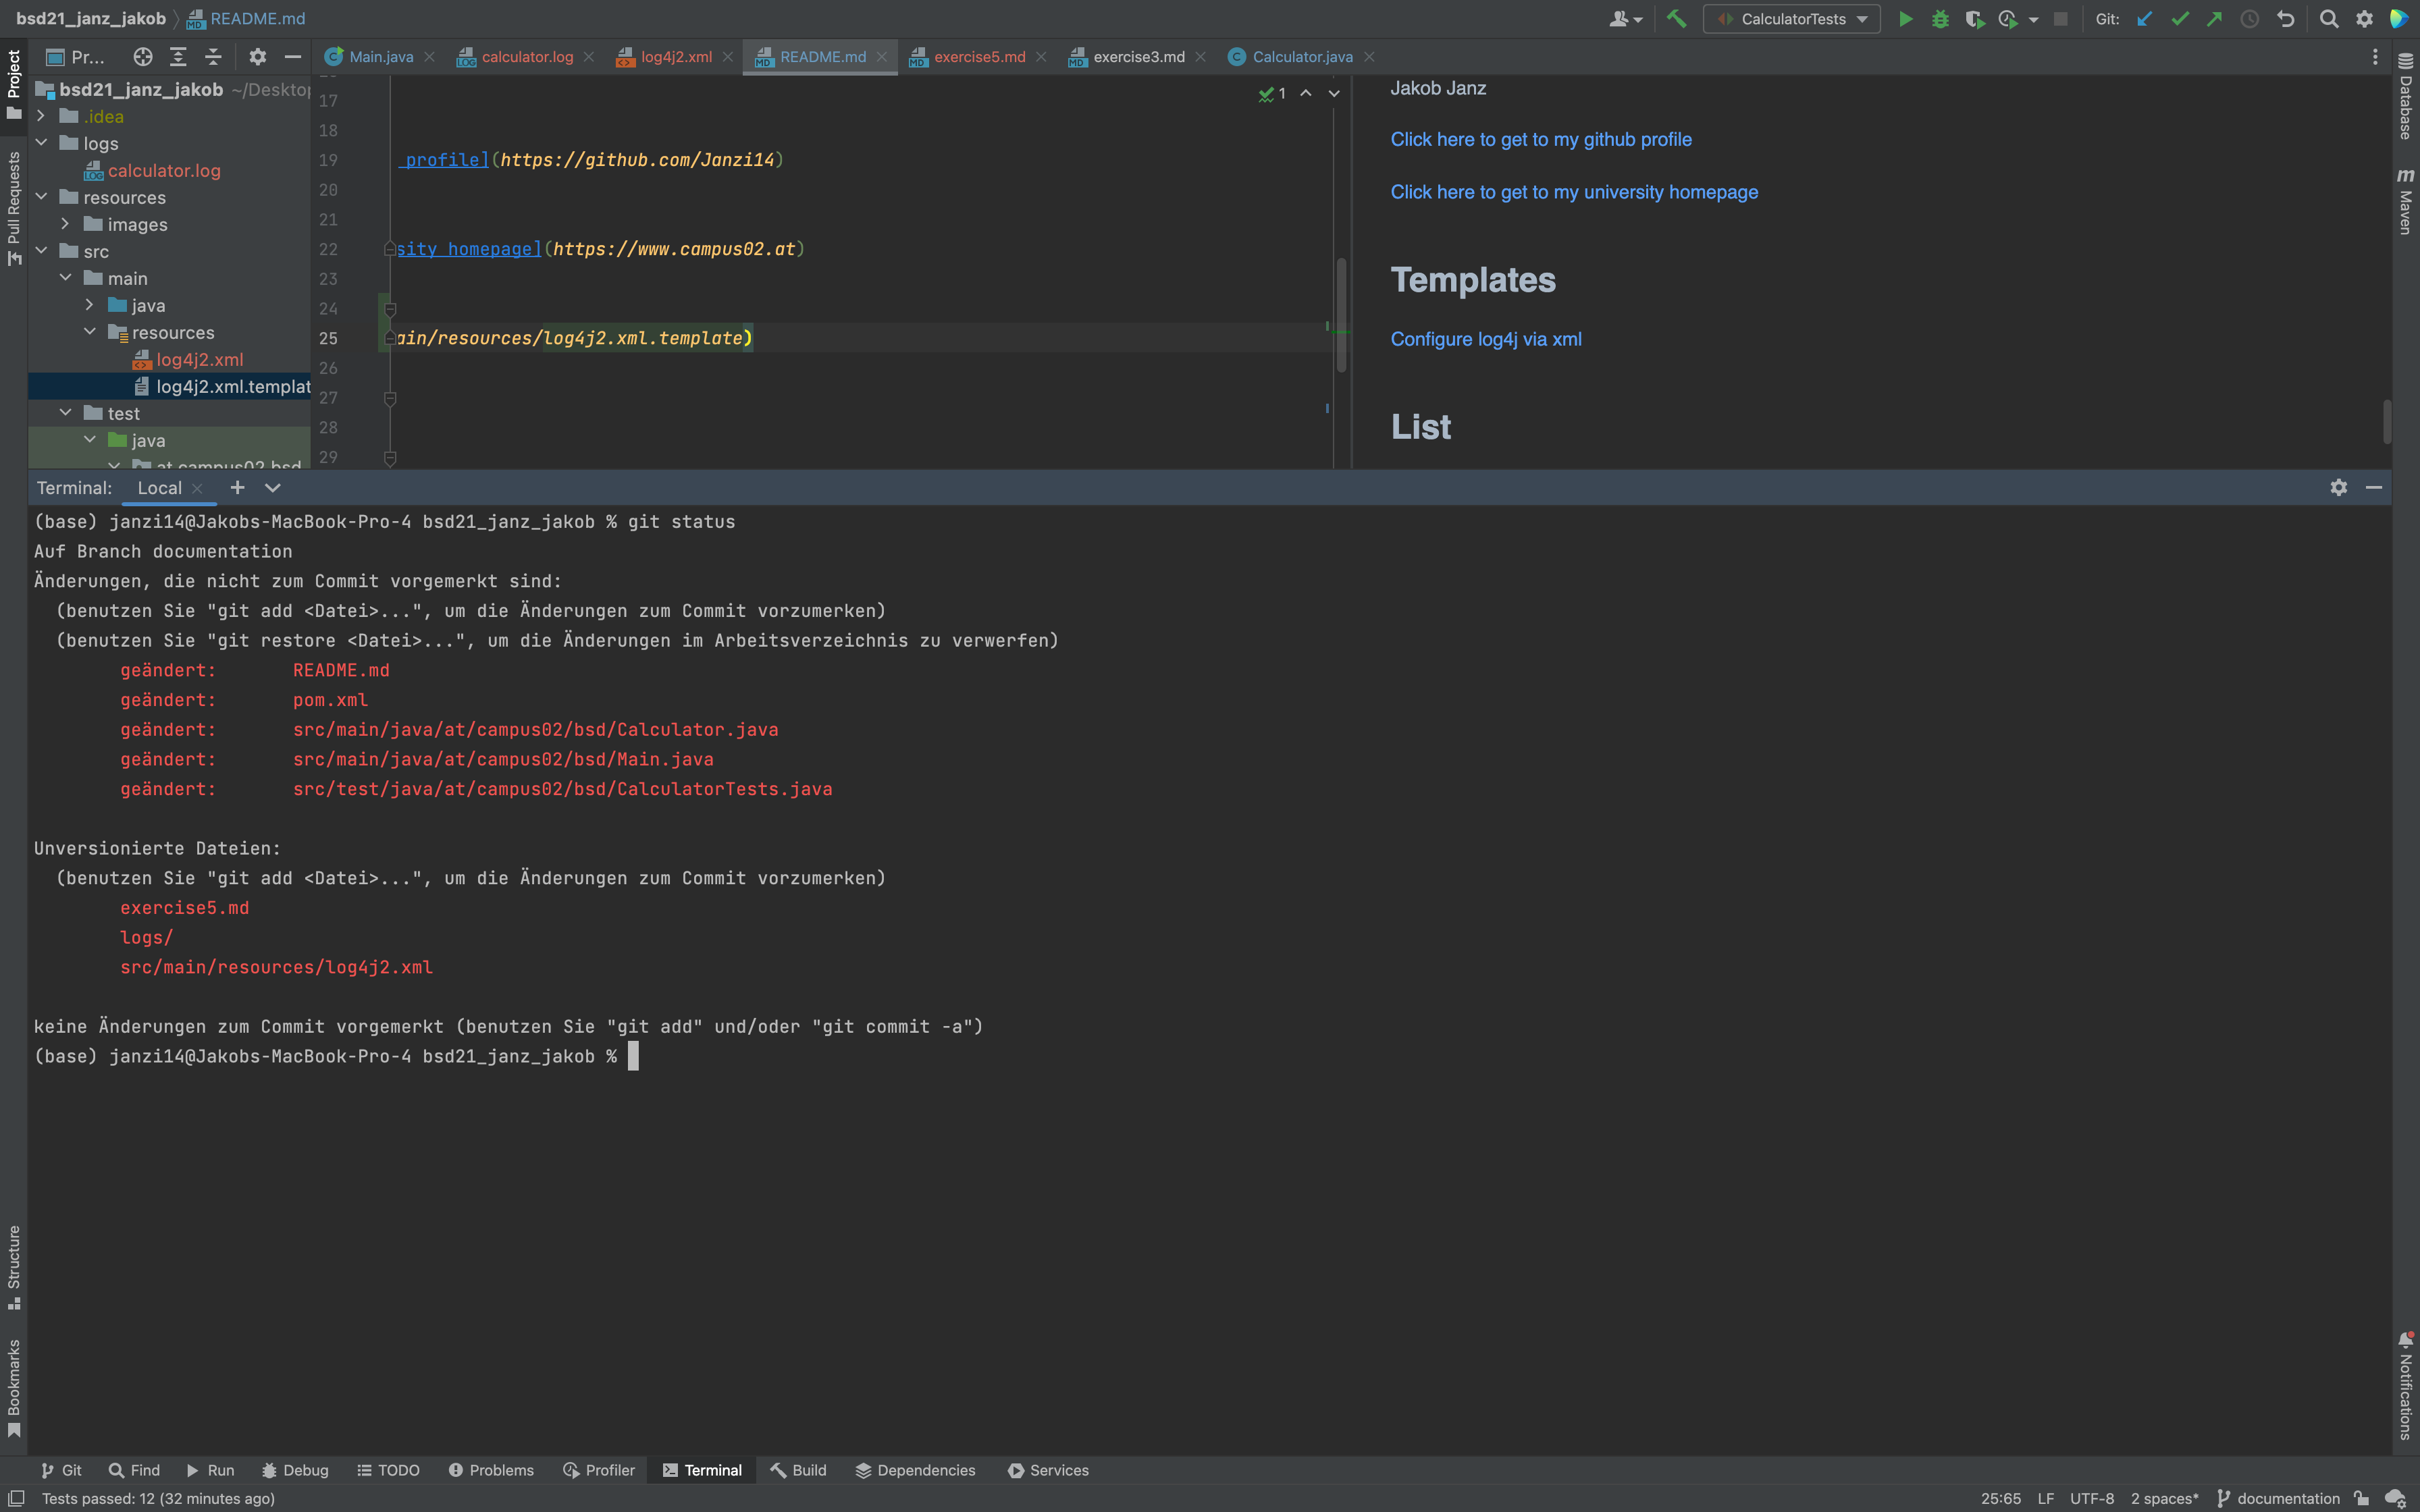 bsd21_janz_jakob
README.md
CalculatorTests
Git:
Pr...
Main.java
calculator.log
log4j2.xml
README.md
exercise5.md
exercise3.md
Calculator.java
Project
Pull Requests
Structure
Bookmarks
bsd21_janz_jakob ~/Desktop
.idea
logs
calculator.log
resources
images
src
main
java
resources
log4j2.xml
log4j2.xml.templat
test
java
at.campus02.bsd
17
18
19 profile](https://github.com/Janzi14)
20
21
22 sity homepage](https://www.campus02.at)
23
24
25 ain/resources/log4j2.xml.template)
26
27
28
29
1
Jakob Janz
Click here to get to my github profile
Click here to get to my university homepage
Templates
Configure log4j via xml
List
Database
Maven
Notifications
Terminal: Local
(base) janzi14@Jakobs-MacBook-Pro-4 bsd21_janz_jakob % git status
Auf Branch documentation
Änderungen, die nicht zum Commit vorgemerkt sind:
(benutzen Sie "git add <Datei>...", um die Änderungen zum Commit vorzumerken)
(benutzen Sie "git restore <Datei>...", um die Änderungen im Arbeitsverzeichnis zu verwerfen)
geändert: README.md
geändert: pom.xml
geändert: src/main/java/at/campus02/bsd/Calculator.java
geändert: src/main/java/at/campus02/bsd/Main.java
geändert: src/test/java/at/campus02/bsd/CalculatorTests.java
Unversionierte Dateien:
(benutzen Sie "git add <Datei>...", um die Änderungen zum Commit vorzumerken)
exercise5.md
logs/
src/main/resources/log4j2.xml
keine Änderungen zum Commit vorgemerkt (benutzen Sie "git add" und/oder "git commit -a")
(base) janzi14@Jakobs-MacBook-Pro-4 bsd21_janz_jakob %
Git Find Run Debug TODO Problems Profiler Terminal Build Dependencies Services
Tests passed: 12 (32 minutes ago)
25:65 LF UTF-8 2 spaces* documentation